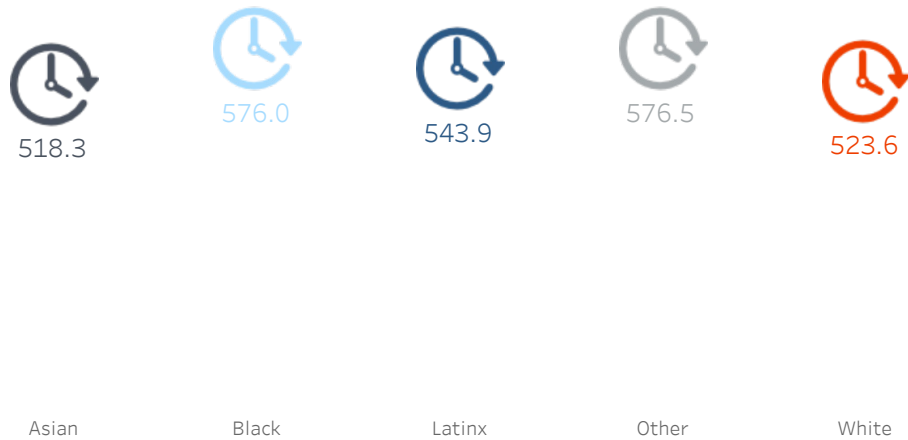 518.3
576.0
543.9
576.5
523.6
Asian
Black
Latinx
Other
White